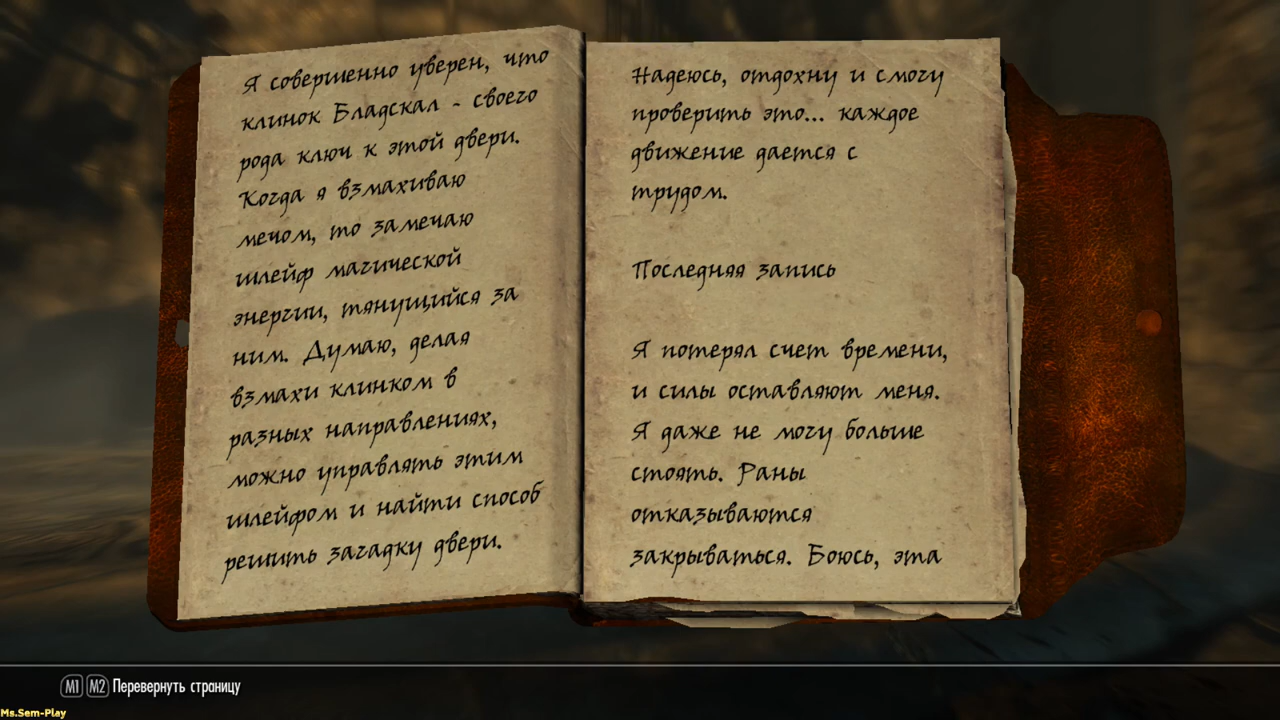 Я совершенно уверен, что
клинок Бладскал - своего
рода ключ к этой двери.
Когда я взмахиваю
мечом, то замечаю
шлейф магической
энергии, тянущийся за
ним. Думаю, делая
взмахи клинком в
разных направлениях,
можно управлять этим
шлейфом и найти способ
решить загадку двери.
Надеюсь, отдохну и смогу
проверить это... каждое
движение дается с
трудом.
Последняя запись
Я потерял счет времени,
и силы оставляют меня.
Я даже не могу больше
стоять. Раны
отказываются
закрываться. Боюсь, эта
M1 M2 Перевернуть страницу
Ms.Sem-Play